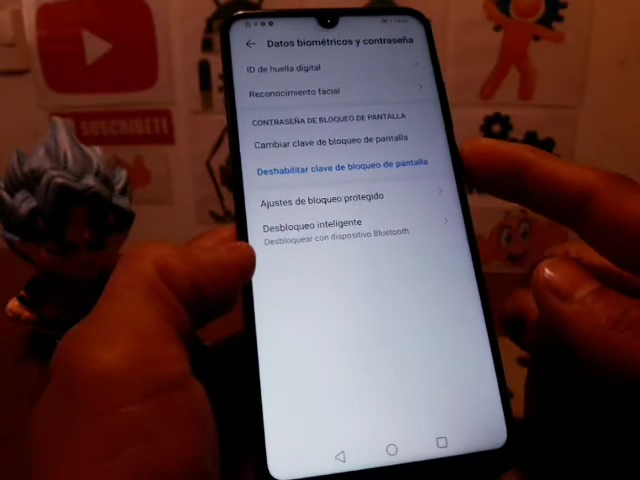 Datos biométricos y contraseña
ID de huella digital
Reconocimiento facial
CONTRASEÑA DE BLOQUEO DE PANTALLA
Cambiar clave de bloqueo de pantalla
Deshabilitar clave de bloqueo de pantalla
Ajustes de bloqueo protegido
Desbloqueo inteligente
Desbloquear con dispositivo Bluetooth
SUSCRIBETE